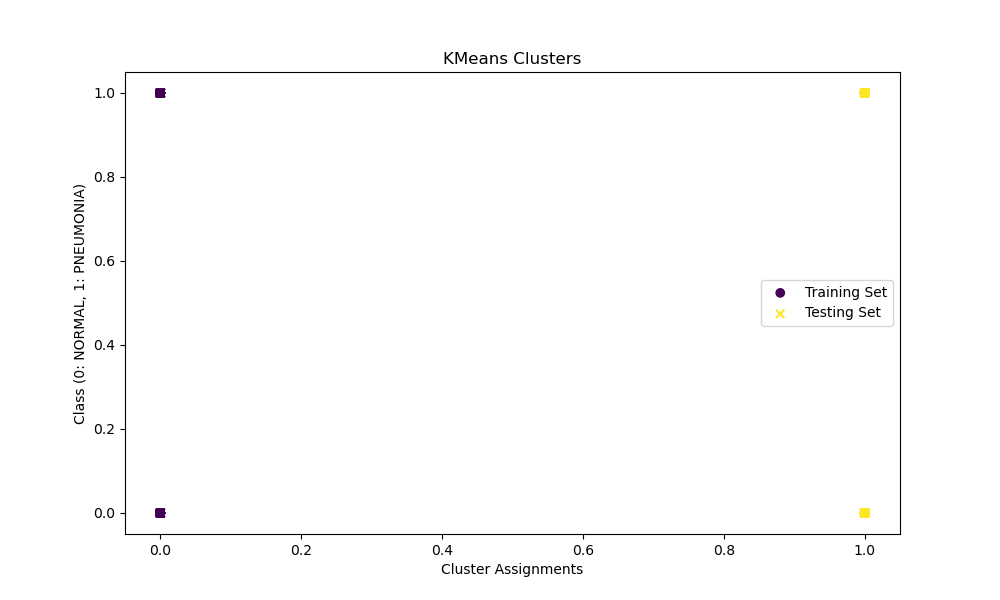 KMeans Clusters
Class (0: NORMAL, 1: PNEUMONIA)
1.0
0.8
0.6
0.4
0.2
0.0
Training Set
Testing Set
0.0 0.2 0.4 0.6 0.8 1.0
Cluster Assignments